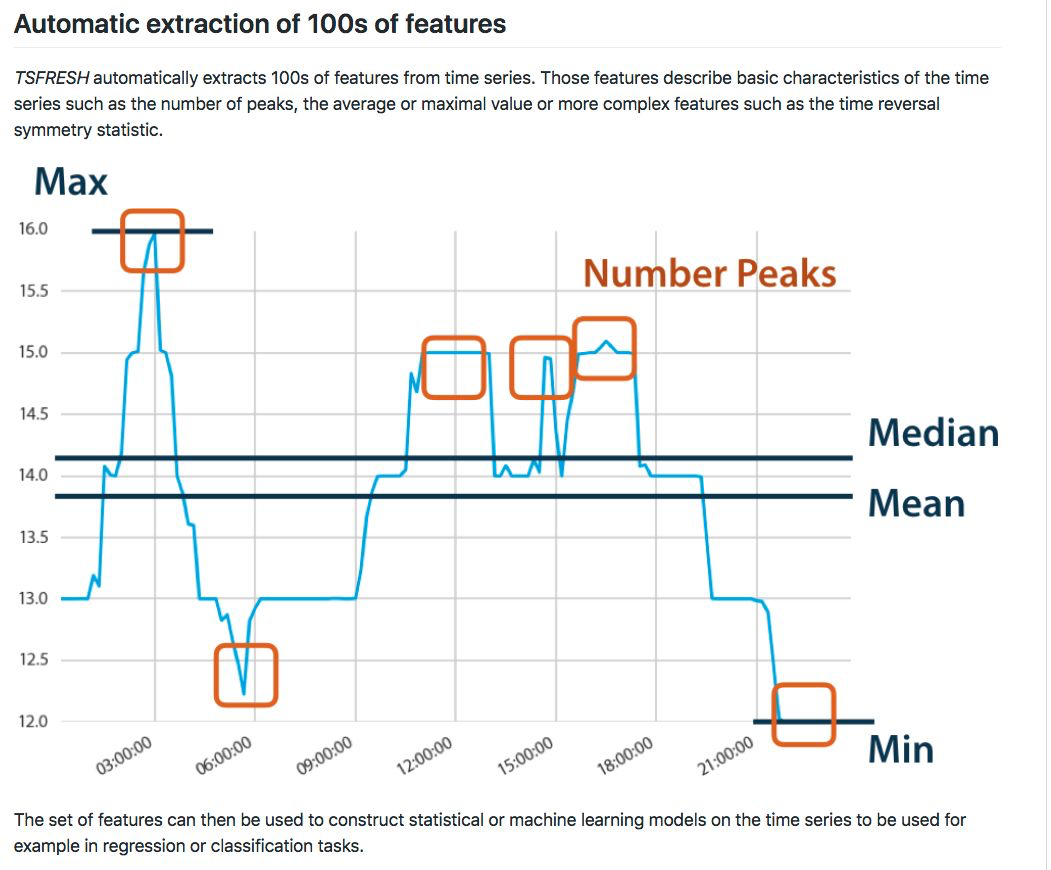 Automatic extraction of 100s of features
TSFRESH automatically extracts 100s of features from time series. Those features describe basic characteristics of the time
series such as the number of peaks, the average or maximal value or more complex features such as the time reversal
symmetry statistic.
Max
16.0
Number Peaks
15.5
15.0
14.5
Median
14.0
Mean
13.5
13.0
12.5
12.0
Min
03:00:00
06:00:00
09:00:00
12:00:00
15:00:00
18:00:00
21:00:00
The set of features can then be used to construct statistical or machine learning models on the time series to be used for
example in regression or classification tasks.